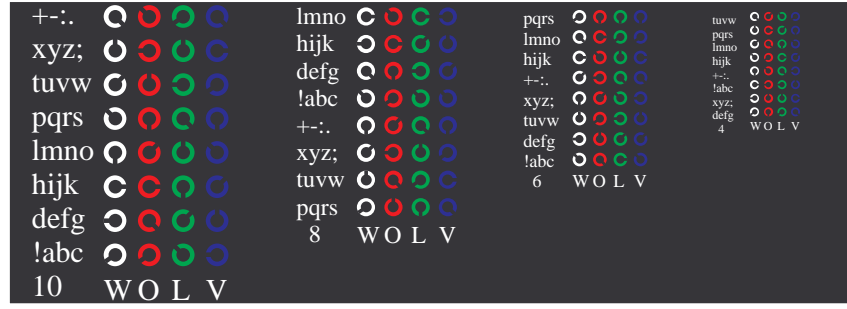 +-:.
xyz;
tuvw
pqrs
lmno
hijk
defg
!abc
10 W O L V
lmno
hijk
defg
!abc
+-:.
xyz;
tuvw
pqrs
8 W O L V
pqrs
lmno
hijk
+-:.
xyz;
tuvw
defg
!abc
6 W O L V
tuvw
pqrs
lmno
hijk
+-:.
!abc
xyz;
defg
4 W O L V